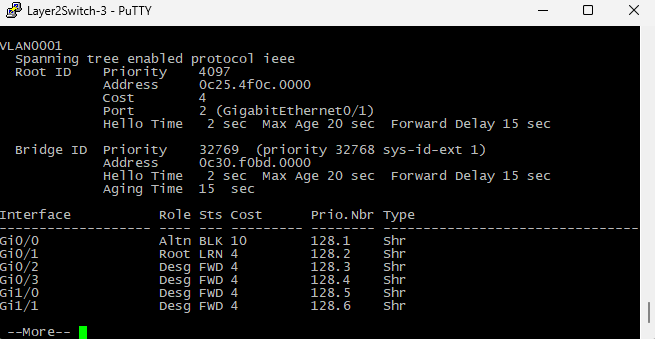 Layer2Switch-3 - PuTTY
VLAN0001
  Spanning tree enabled protocol ieee
  Root ID    Priority    4097
             Address     0c25.4f0c.0000
             Cost        4
             Port        2 (GigabitEthernet0/1)
             Hello Time   2 sec  Max Age 20 sec  Forward Delay 15 sec
  Bridge ID  Priority    32769  (priority 32768 sys-id-ext 1)
             Address     0c30.f0bd.0000
             Hello Time   2 sec  Max Age 20 sec  Forward Delay 15 sec
             Aging Time  15  sec
Interface           Role Sts Cost      Prio.Nbr Type
------------------- ---- --- --------- -------- --------------------------------
Gi0/0               Altn BLK 10        128.1    Shr
Gi0/1               Root LRN 4         128.2    Shr
Gi0/2               Desg FWD 4         128.3    Shr
Gi0/3               Desg FWD 4         128.4    Shr
Gi1/0               Desg FWD 4         128.5    Shr
Gi1/1               Desg FWD 4         128.6    Shr
 --More--